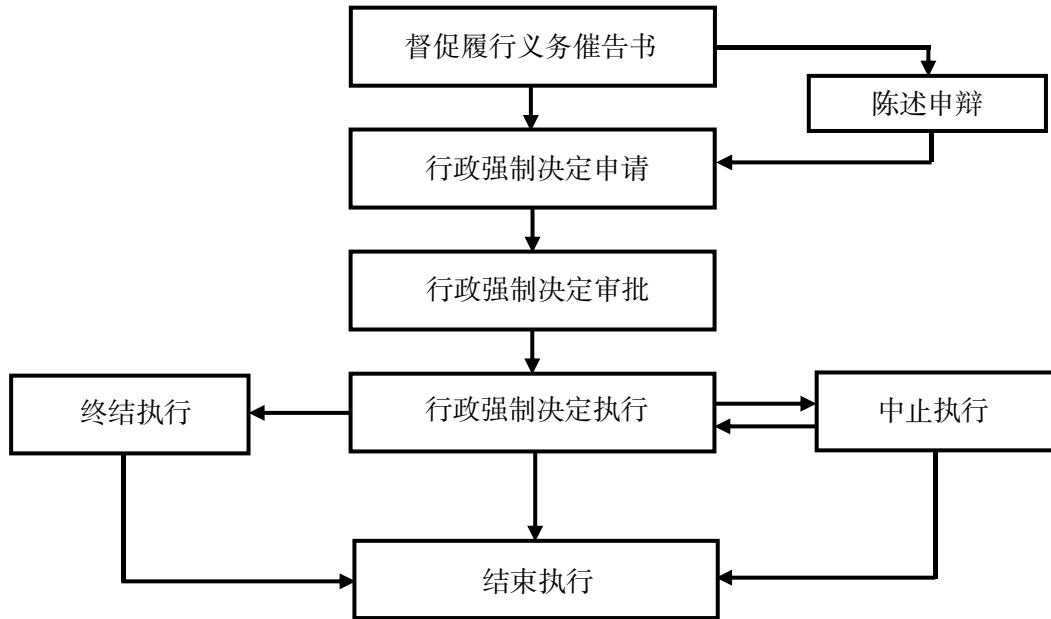 督促履行义务催告书
陈述申辩
行政强制决定申请
行政强制决定审批
终结执行
行政强制决定执行
中止执行
结束执行